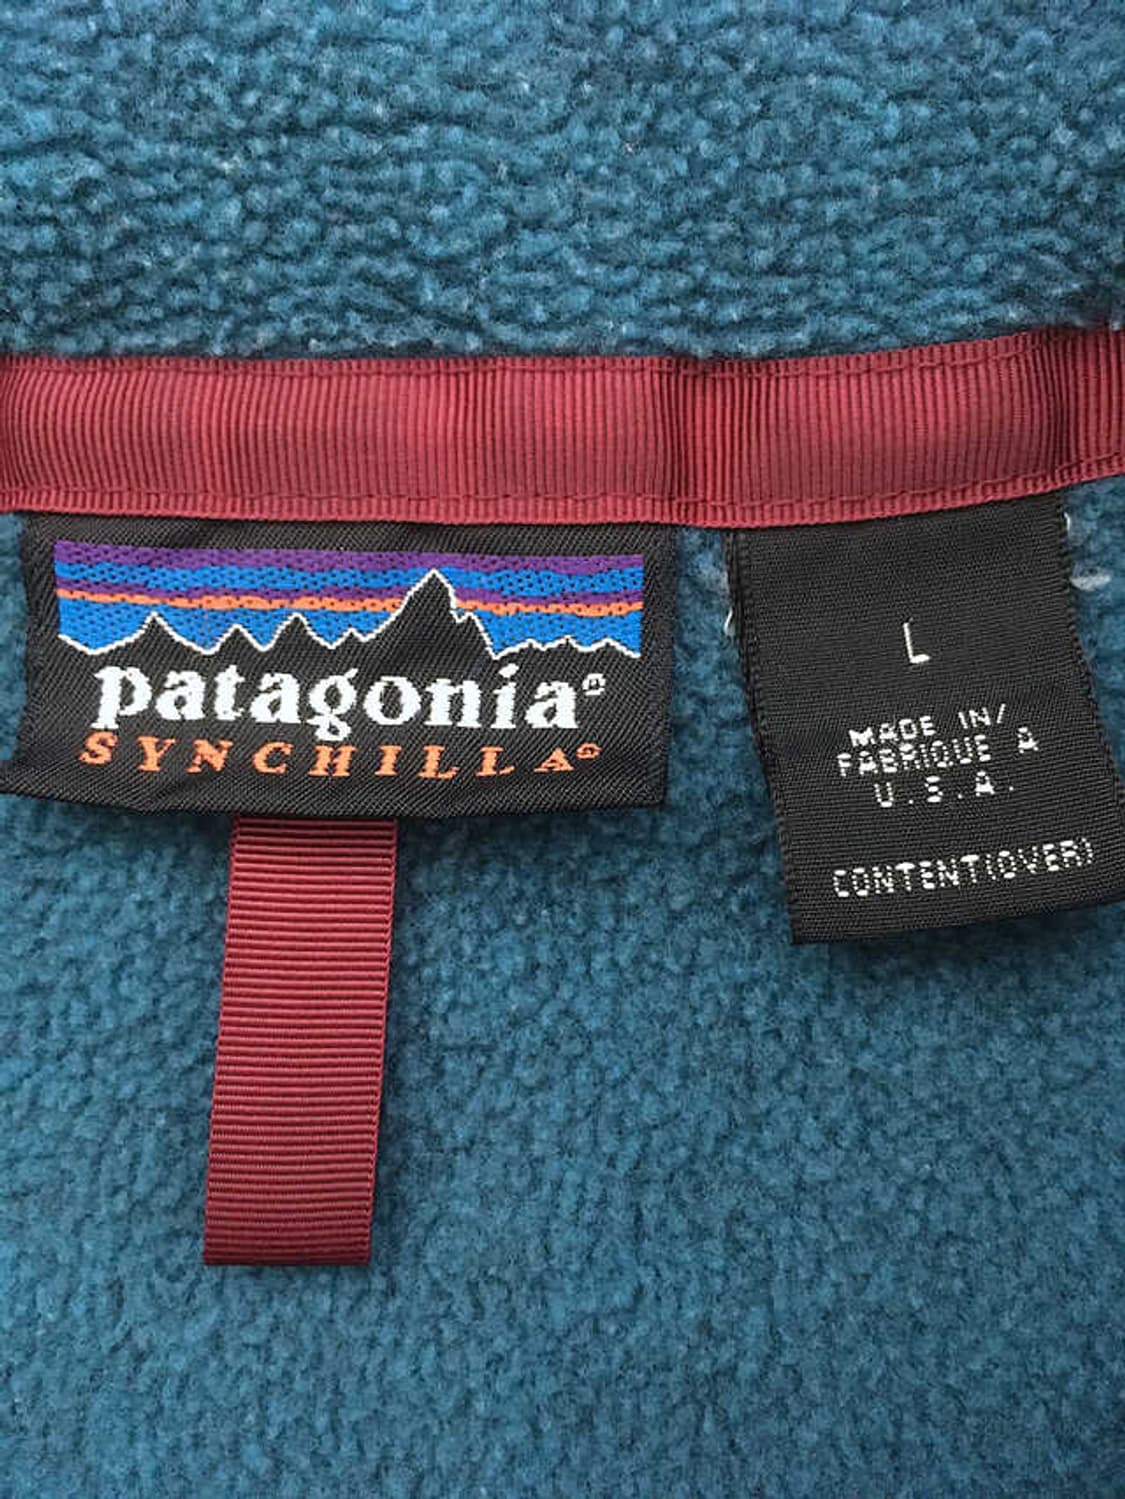 patagonia®
SYNCHILLA®
L
MADE IN/
FABRIQUE A
U.S.A.
CONTENT(OVER)